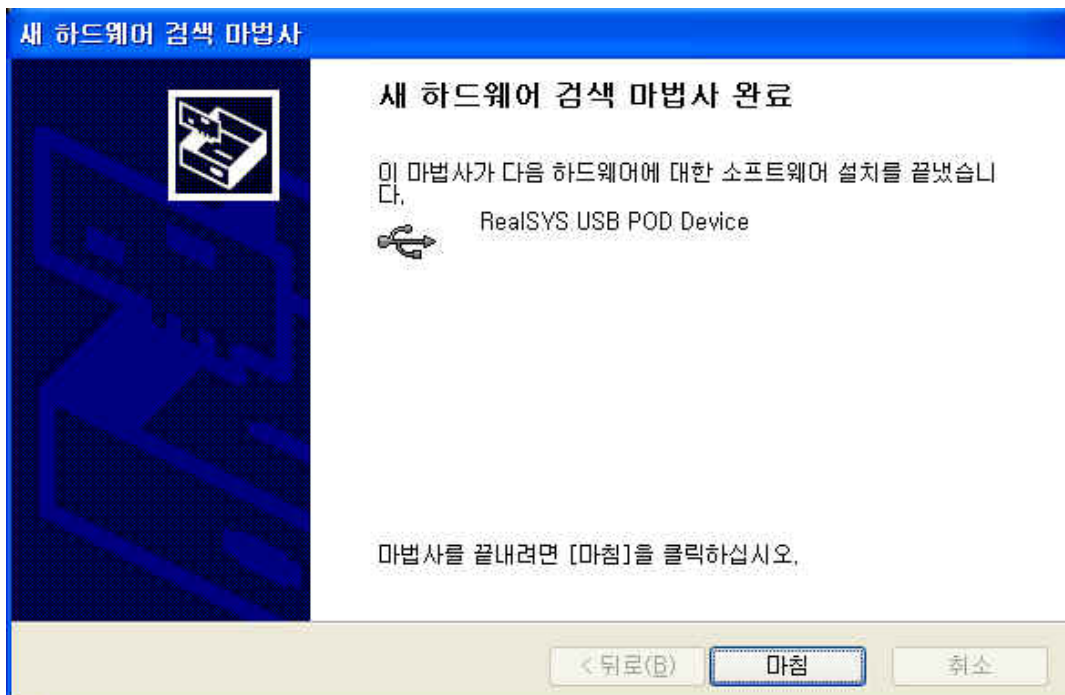 새 하드웨어 검색 마법사
새 하드웨어 검색 마법사 완료
이 마법사가 다음 하드웨어에 대한 소프트웨어 설치를 끝냈습니
다.
RealSYS USB POD Device
마법사를 끝내려면 [마침]을 클릭하십시오.
< 뒤로(B) 마침 취소